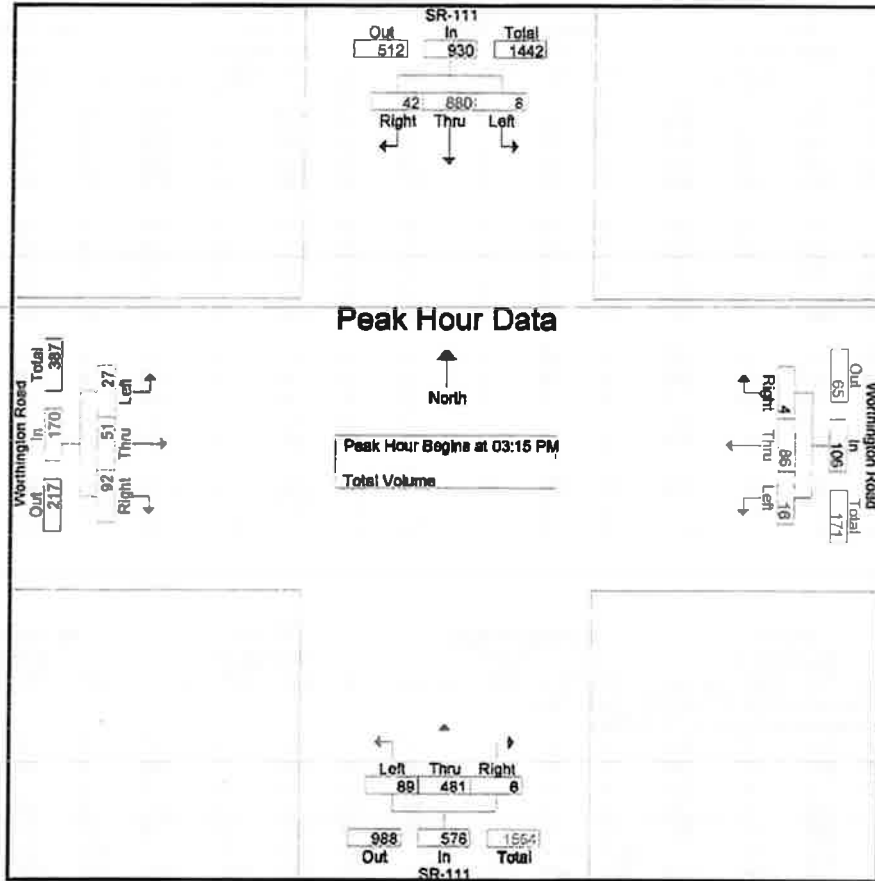 SR-111
Out In Total
512 930 1442
42 880 8
Right Thru Left
Peak Hour Data
North
Peak Hour Begins at 03:15 PM
Total Volume
Worthington Road
Out In Total
217 170 387
92 51 27
Right Thru Left
Worthington Road
Out In Total
65 106 171
4 86 16
Right Thru Left
Left Thru Right
89 481 6
988 576 1564
Out In Total
SR-111